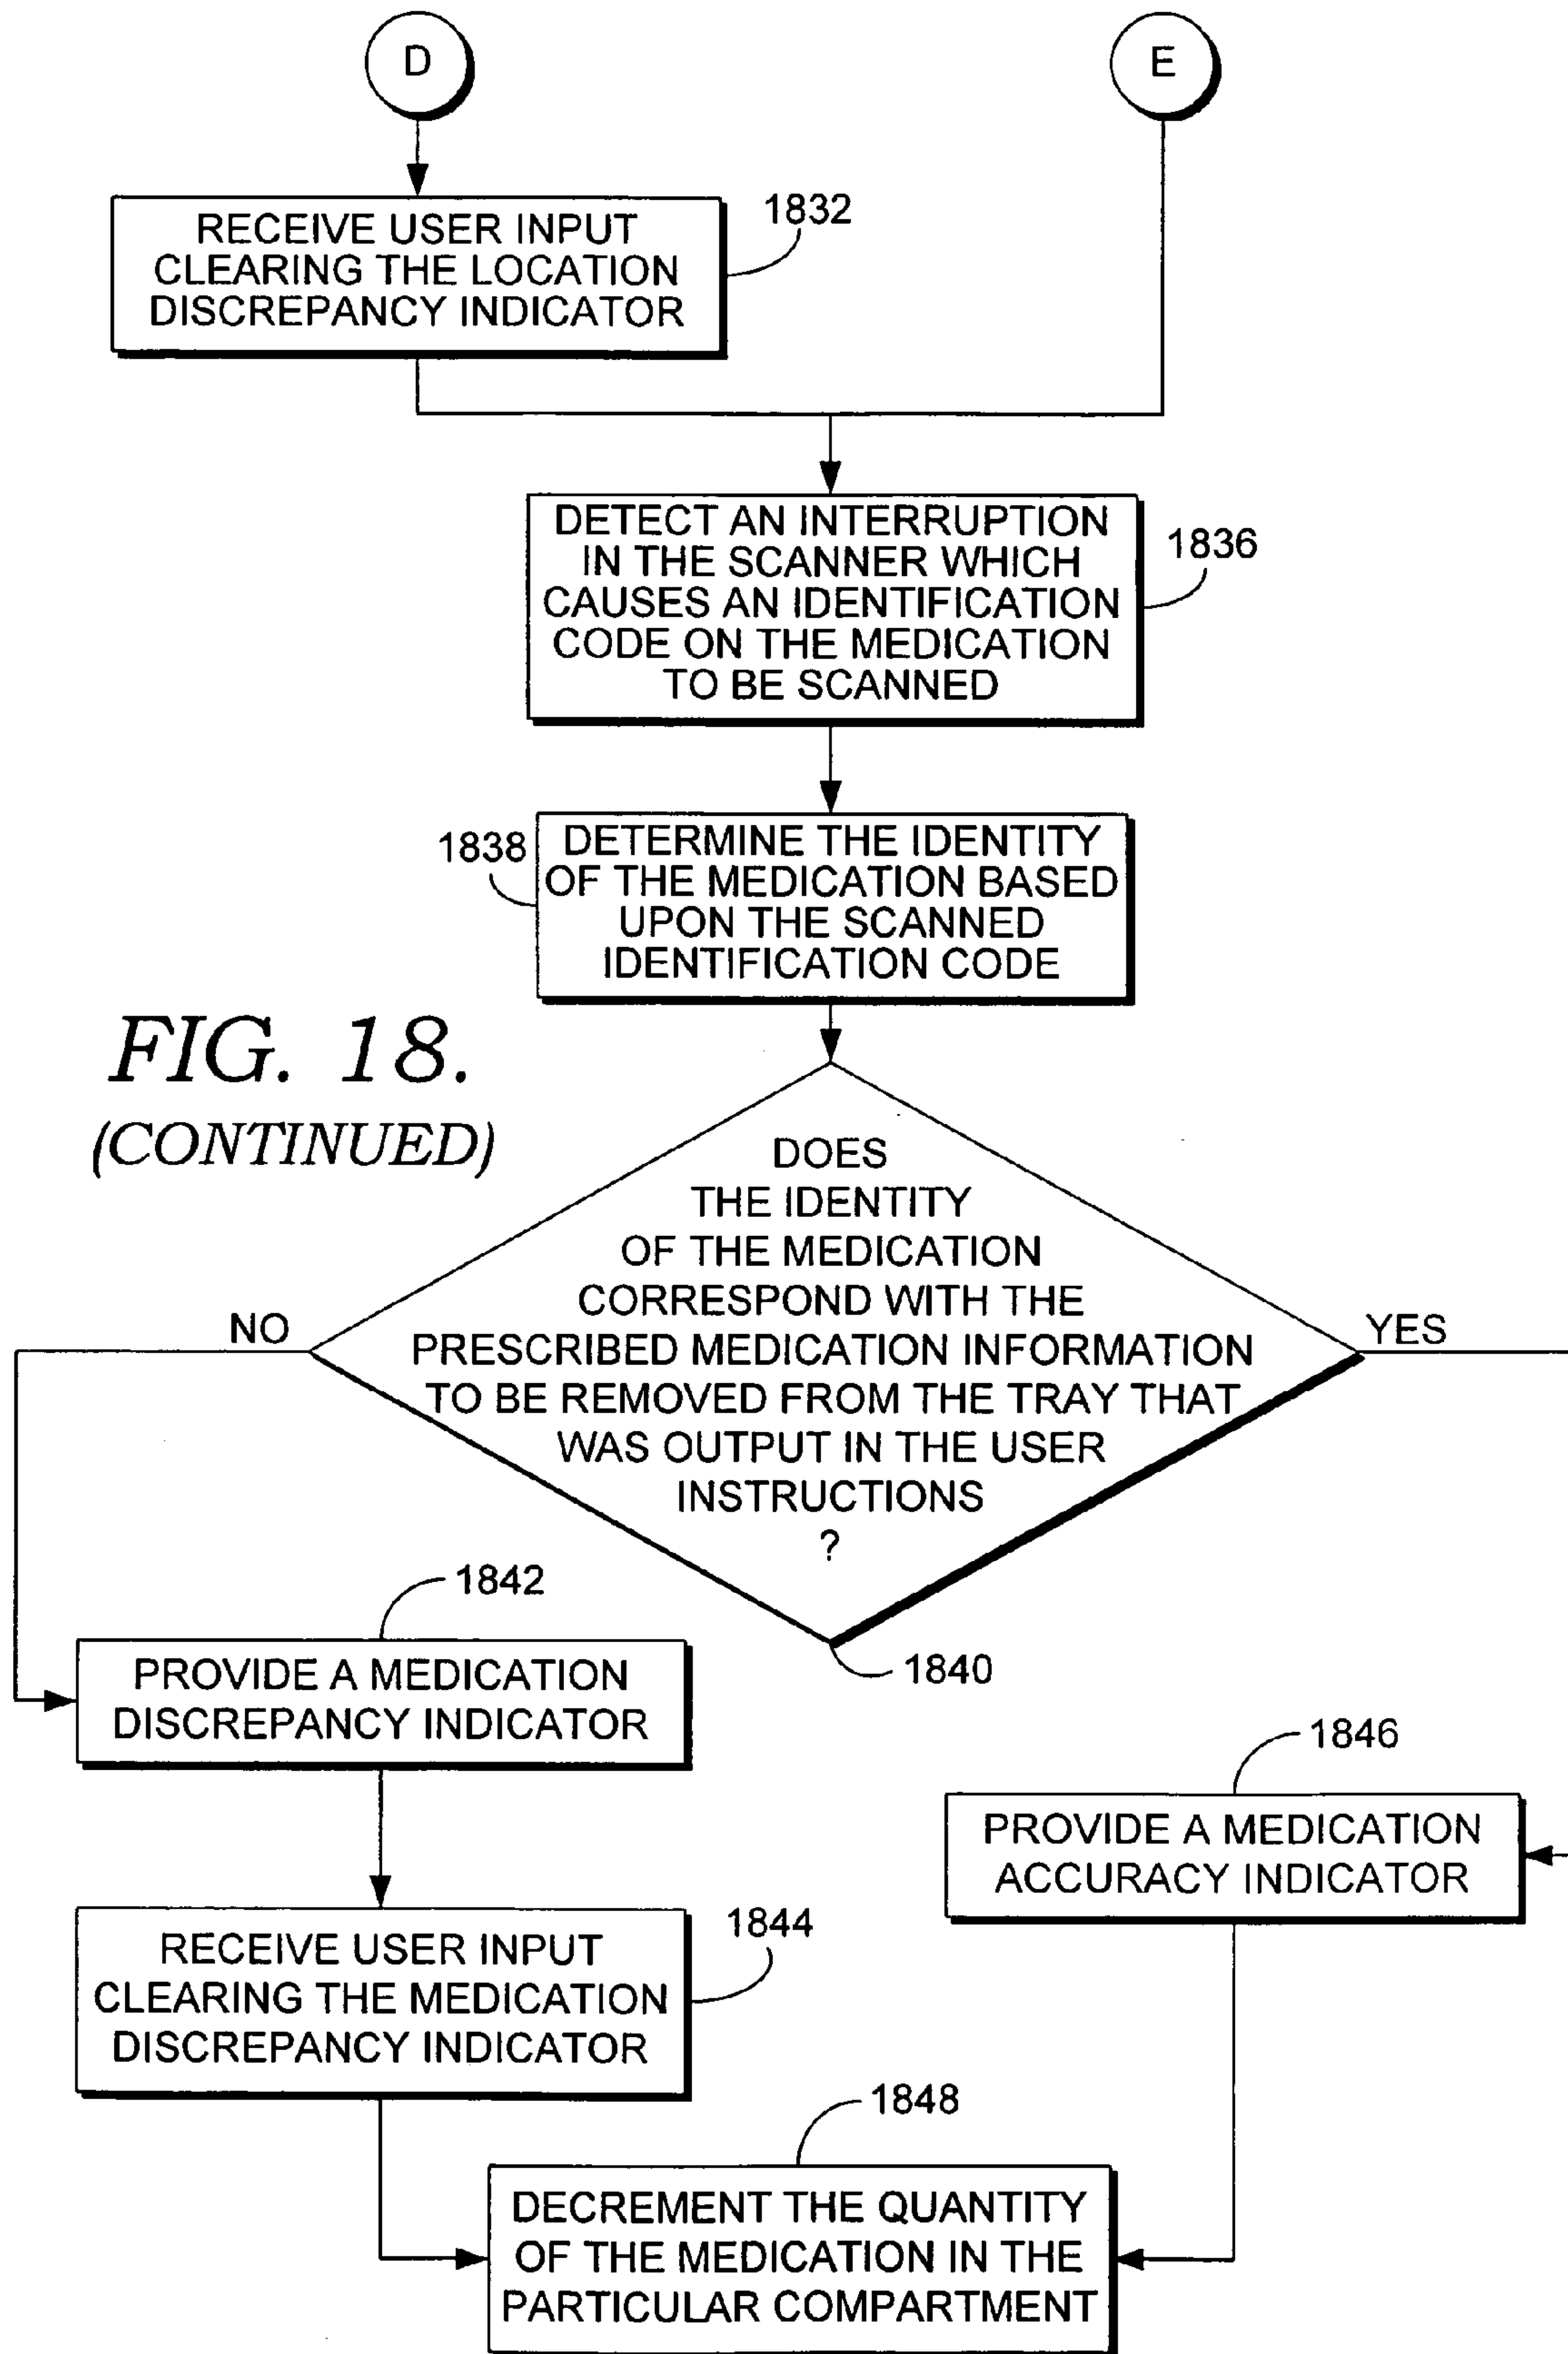 D
E
RECEIVE USER INPUT
CLEARING THE LOCATION
DISCREPANCY INDICATOR
1832
DETECT AN INTERRUPTION
IN THE SCANNER WHICH
CAUSES AN IDENTIFICATION
CODE ON THE MEDICATION
TO BE SCANNED
1836
1838
DETERMINE THE IDENTITY
OF THE MEDICATION BASED
UPON THE SCANNED
IDENTIFICATION CODE
FIG. 18.
(CONTINUED)
DOES
THE IDENTITY
OF THE MEDICATION
CORRESPOND WITH THE
PRESCRIBED MEDICATION INFORMATION
TO BE REMOVED FROM THE TRAY THAT
WAS OUTPUT IN THE USER
INSTRUCTIONS
?
NO
YES
1840
1842
PROVIDE A MEDICATION
DISCREPANCY INDICATOR
1846
PROVIDE A MEDICATION
ACCURACY INDICATOR
1844
RECEIVE USER INPUT
CLEARING THE MEDICATION
DISCREPANCY INDICATOR
1848
DECREMENT THE QUANTITY
OF THE MEDICATION IN THE
PARTICULAR COMPARTMENT